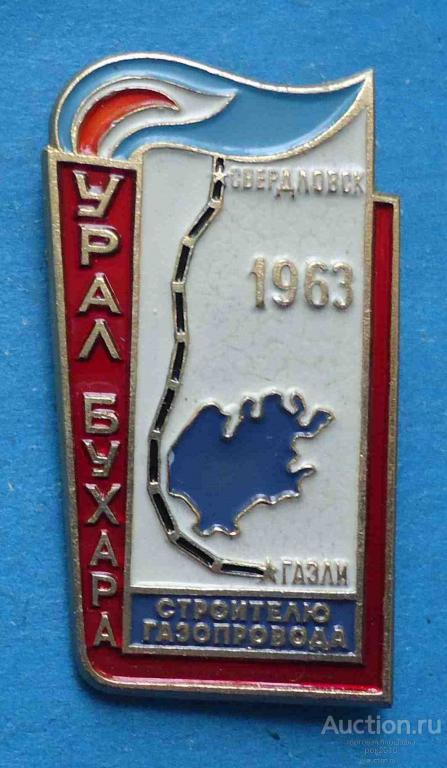 УРАЛ БУХАРА
СВЕРДЛОВСК
1963
ГАЗЛИ
СТРОИТЕЛЮ
ГАЗОПРОВОДА
Auction.ru